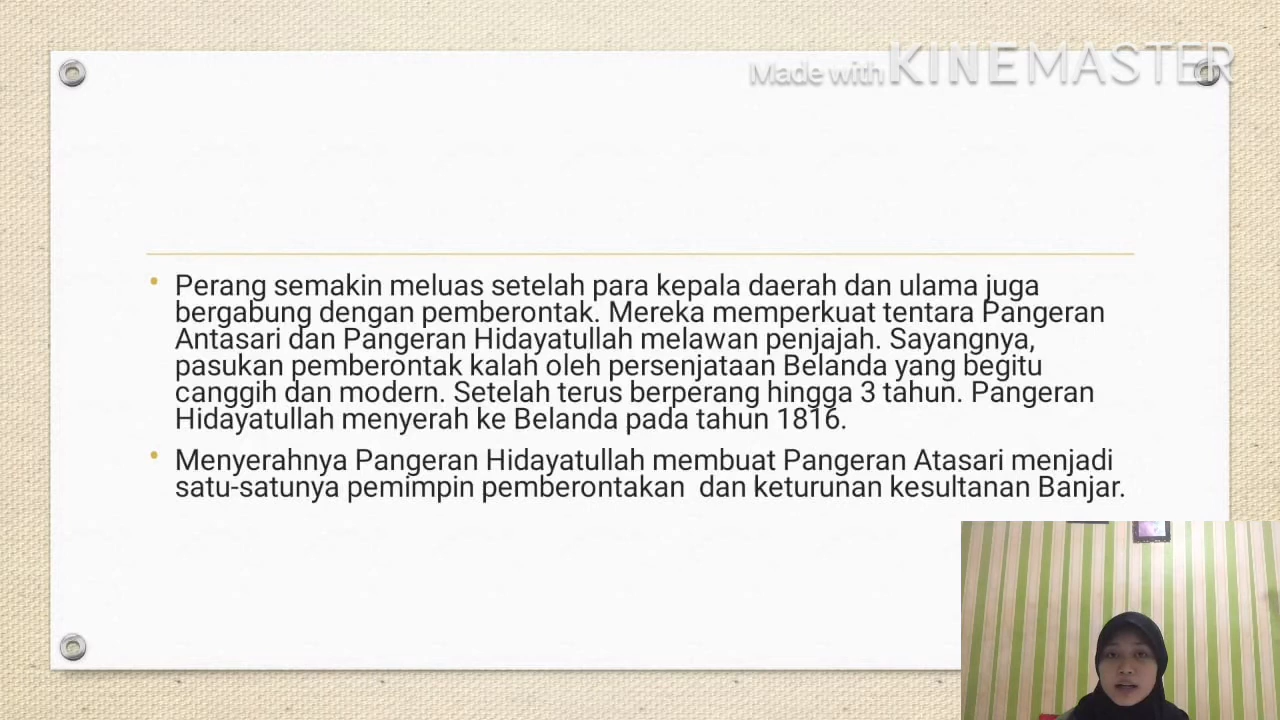 Made with KINEMASTER
Perang semakin meluas setelah para kepala daerah dan ulama juga
bergabung dengan pemberontak. Mereka memperkuat tentara Pangeran
Antasari dan Pangeran Hidayatullah melawan penjajah. Sayangnya,
pasukan pemberontak kalah oleh persenjataan Belanda yang begitu
canggih dan modern. Setelah terus berperang hingga 3 tahun. Pangeran
Hidayatullah menyerah ke Belanda pada tahun 1816.
Menyerahnya Pangeran Hidayatullah membuat Pangeran Atasari menjadi
satu-satunya pemimpin pemberontakan  dan keturunan kesultanan Banjar.